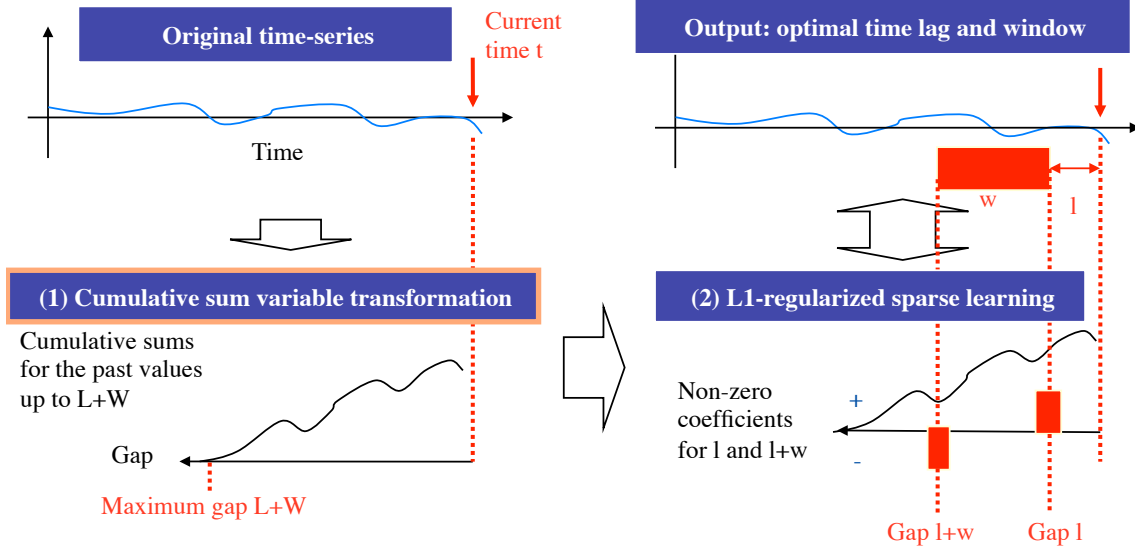 Original time-series
Current
time t
Time
(1) Cumulative sum variable transformation
Cumulative sums
for the past values
up to L+W
Gap
Maximum gap L+W
Output: optimal time lag and window
w
l
(2) L1-regularized sparse learning
Non-zero
coefficients
for l and l+w
+
-
Gap l+w
Gap l